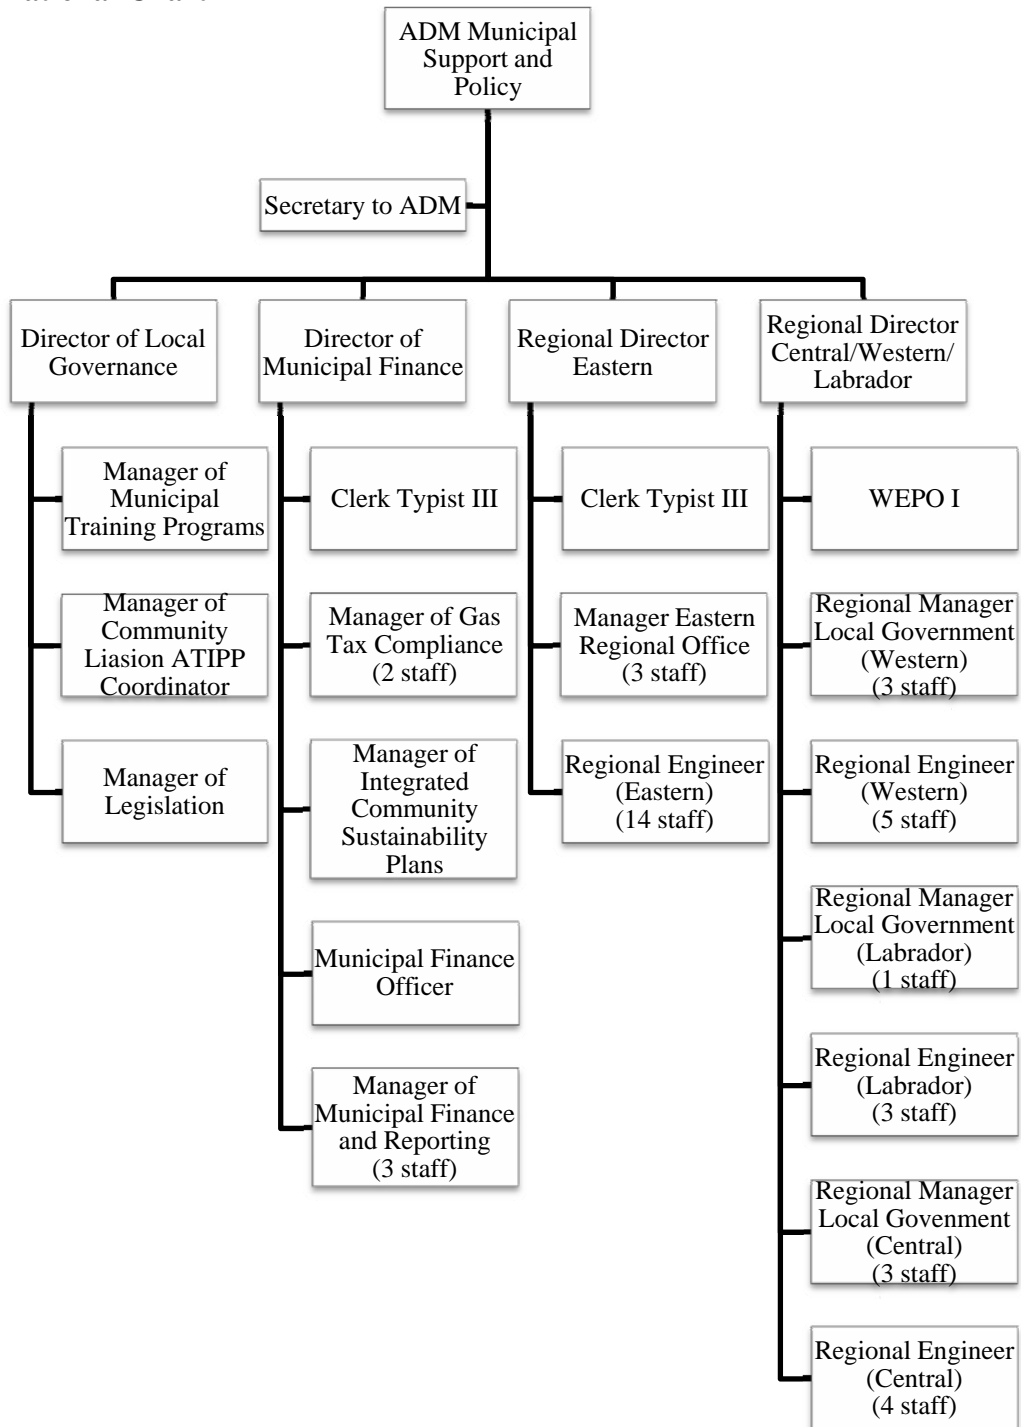 ADM Municipal
Support and
Policy
Secretary to ADM
Director of Local
Governance
Director of
Municipal Finance
Regional Director
Eastern
Regional Director
Central/Western/
Labrador
Manager of
Municipal
Training Programs
Manager of
Community
Liasion ATIPP
Coordinator
Manager of
Legislation
Clerk Typist III
Manager of Gas
Tax Compliance
(2 staff)
Manager of
Integrated
Community
Sustainability
Plans
Municipal Finance
Officer
Manager of
Municipal Finance
and Reporting
(3 staff)
Clerk Typist III
Manager Eastern
Regional Office
(3 staff)
Regional Engineer
(Eastern)
(14 staff)
WEPO I
Regional Manager
Local Government
(Western)
(3 staff)
Regional Engineer
(Western)
(5 staff)
Regional Manager
Local Government
(Labrador)
(1 staff)
Regional Engineer
(Labrador)
(3 staff)
Regional Manager
Local Govenment
(Central)
(3 staff)
Regional Engineer
(Central)
(4 staff)